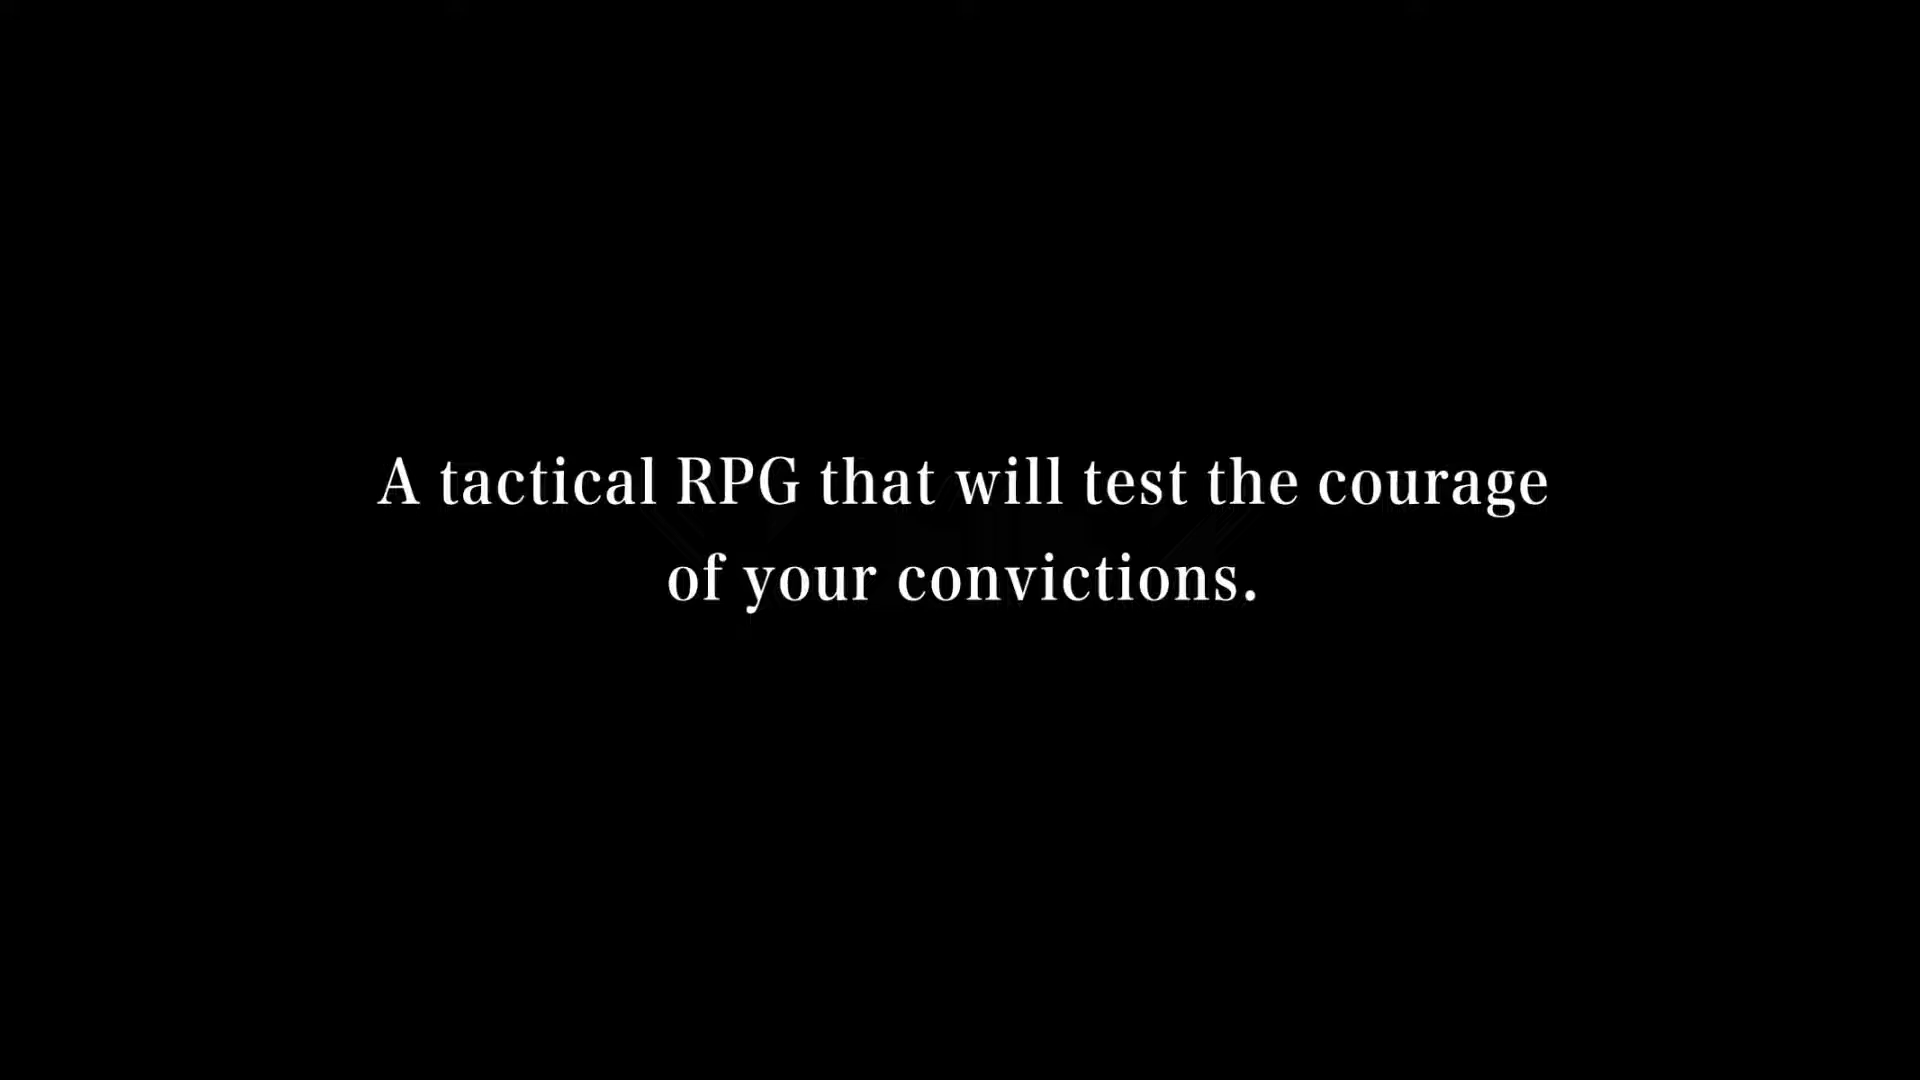 A tactical RPG that will test the courage
of your convictions.